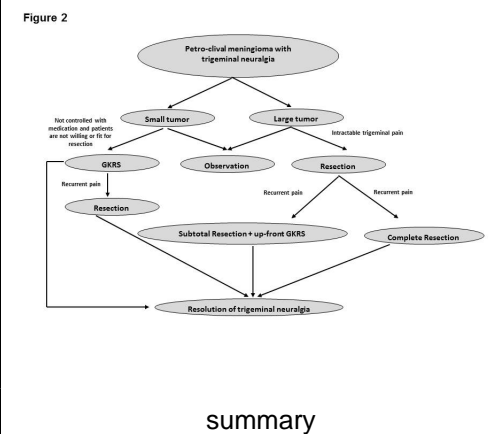 Figure 2
Petro-clival meningioma with
trigeminal neuralgia
Small tumor
Large tumor
Not controlled with
medication and patients
are not willing or fit for
resection
Intractable trigeminal pain
GKRS
Observation
Resection
Recurrent pain
Recurrent pain
Recurrent pain
Resection
Subtotal Resection + up-front GKRS
Complete Resection
Resolution of trigeminal neuralgia
summary